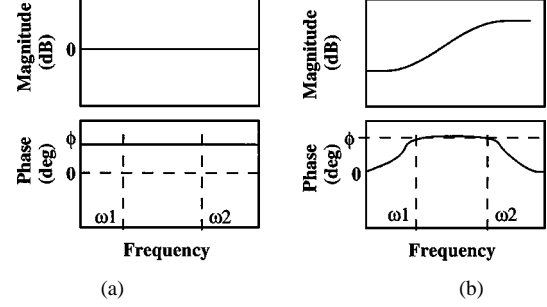 Magnitude
(dB)
0
Phase
(deg)
ϕ
0
ω1
ω2
Frequency
(a)
Magnitude
(dB)
Phase
(deg)
ϕ
0
ω1
ω2
Frequency
(b)